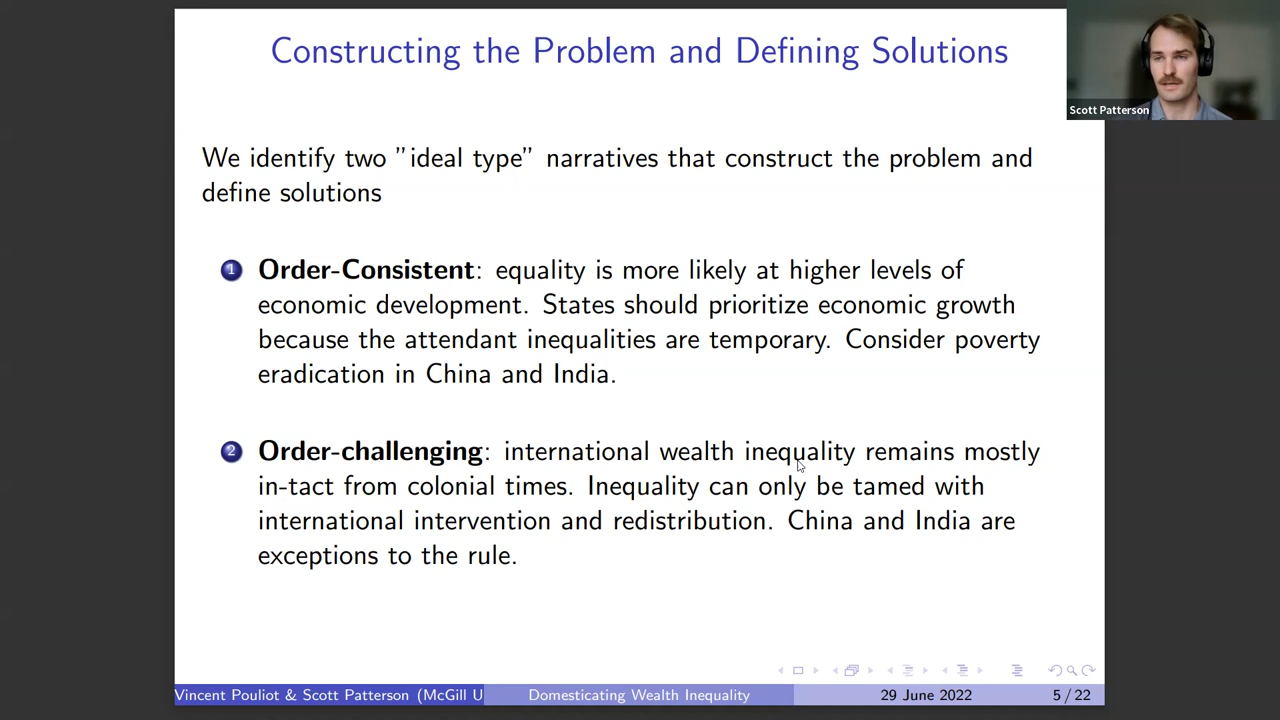 Constructing the Problem and Defining Solutions
Scott Patterson
We identify two "ideal type" narratives that construct the problem and
define solutions
1 Order-Consistent: equality is more likely at higher levels of
economic development. States should prioritize economic growth
because the attendant inequalities are temporary. Consider poverty
eradication in China and India.
2 Order-challenging: international wealth inequality remains mostly
in-tact from colonial times. Inequality can only be tamed with
international intervention and redistribution. China and India are
exceptions to the rule.
Vincent Pouliot & Scott Patterson (McGill U
Domesticating Wealth Inequality
29 June 2022
5 / 22